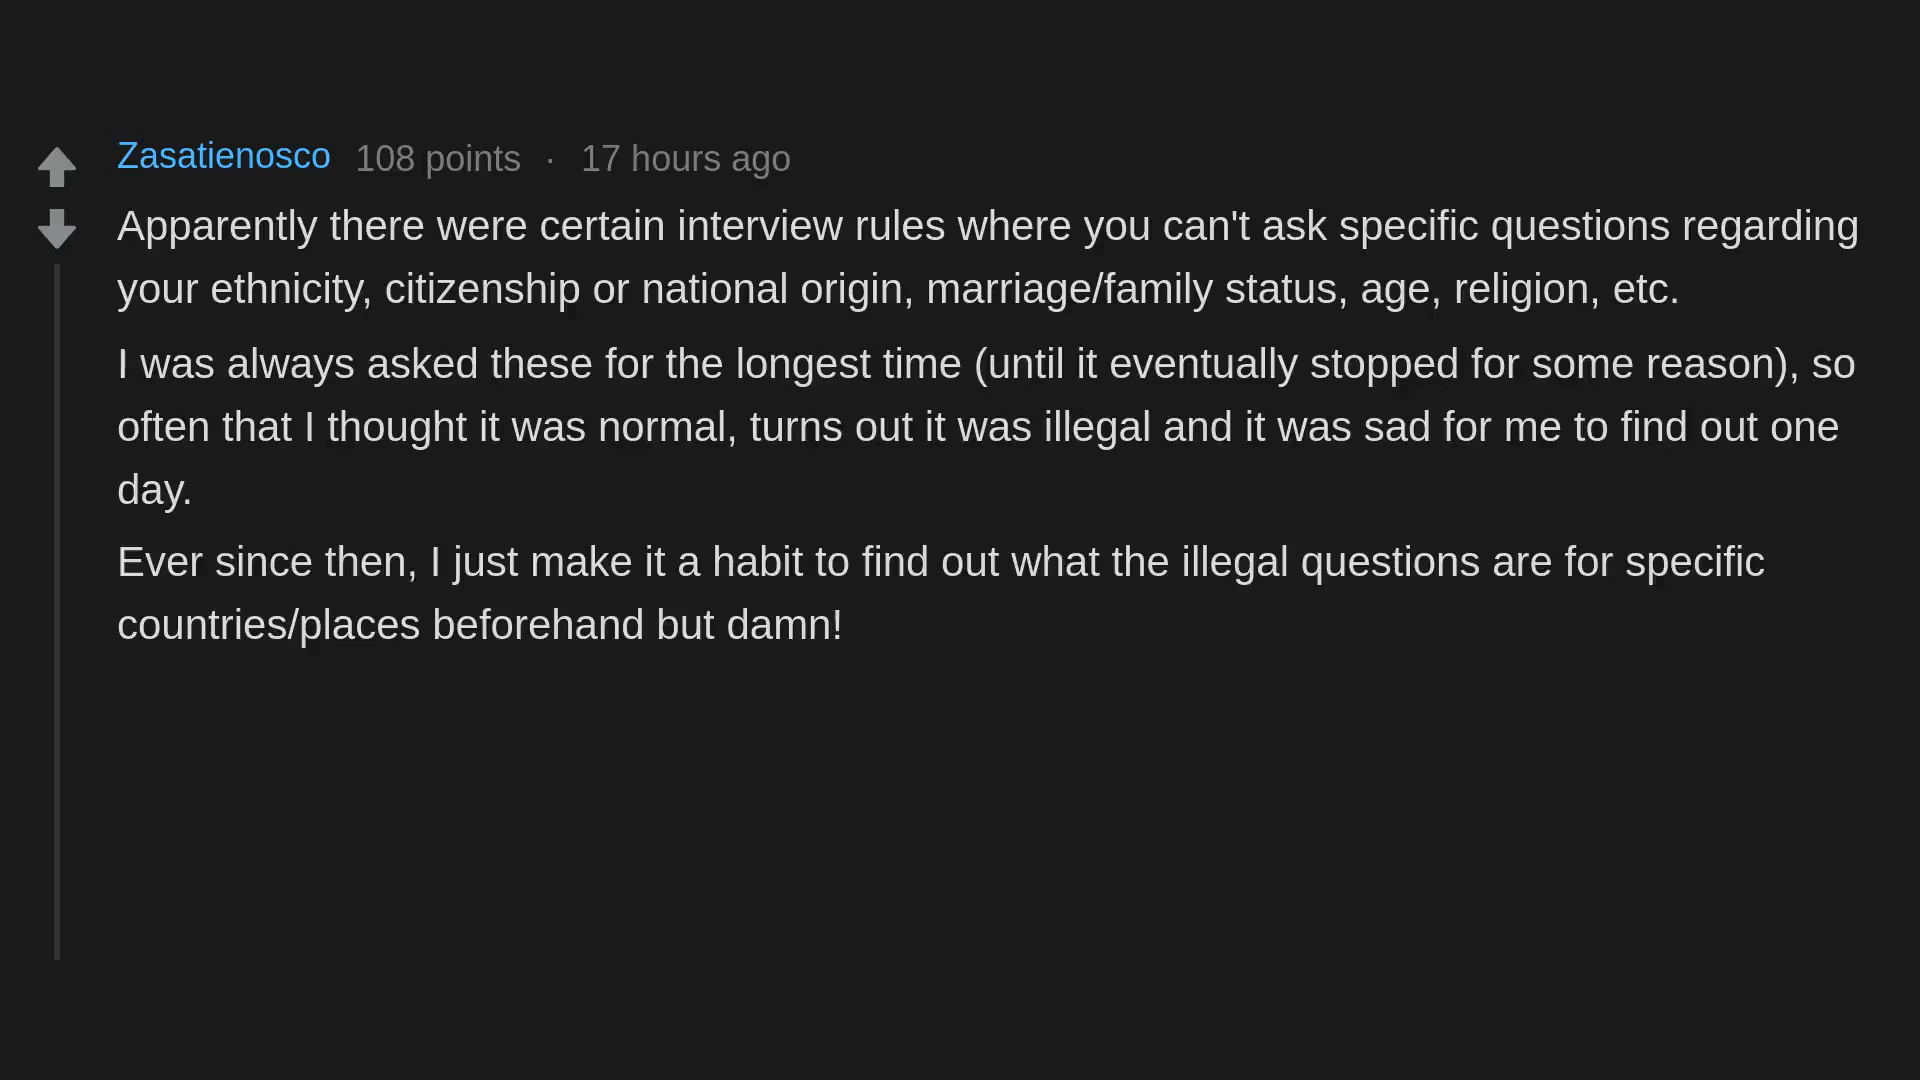 Zasatienosco 108 points · 17 hours ago
Apparently there were certain interview rules where you can't ask specific questions regarding
your ethnicity, citizenship or national origin, marriage/family status, age, religion, etc.
I was always asked these for the longest time (until it eventually stopped for some reason), so
often that I thought it was normal, turns out it was illegal and it was sad for me to find out one
day.
Ever since then, I just make it a habit to find out what the illegal questions are for specific
countries/places beforehand but damn!